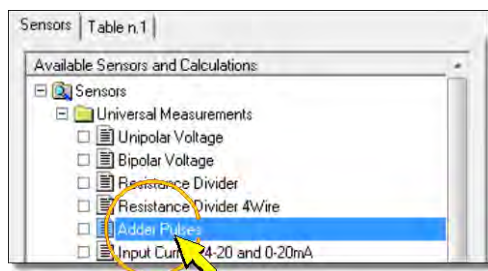 Sensors Table n.1
Available Sensors and Calculations
Sensors
Universal Measurements
Unipolar Voltage
Bipolar Voltage
Resistance Divider
Resistance Divider 4Wire
Adder Pulses
Input Current 4-20 and 0-20mA